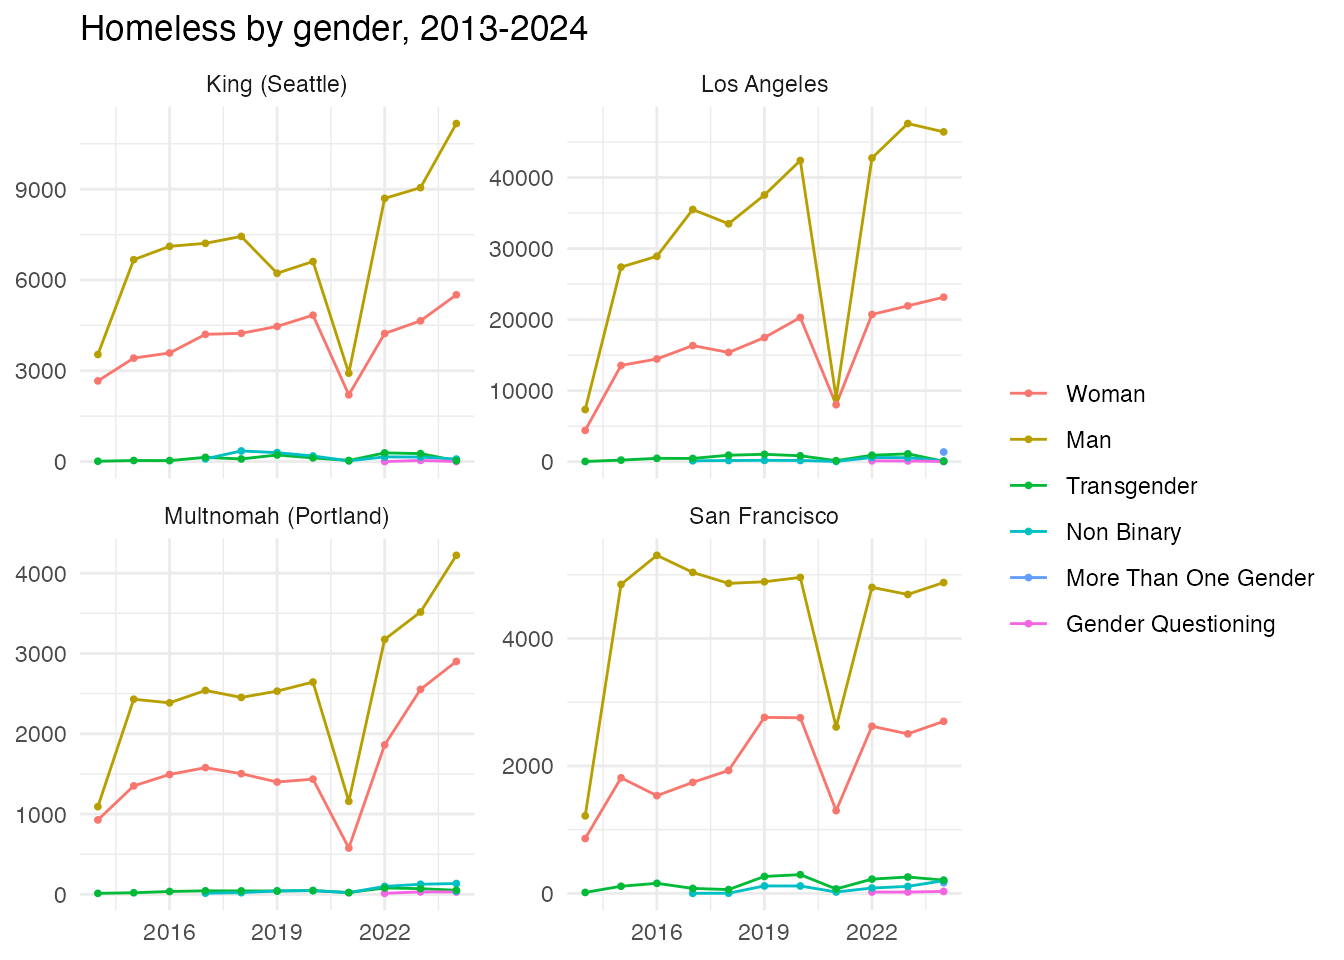 Homeless by gender, 2013-2024
King (Seattle)
Los Angeles
9000
6000
3000
0
40000
30000
20000
10000
0
Multnomah (Portland)
San Francisco
4000
3000
2000
1000
0
4000
2000
0
2016
2019
2022
2016
2019
2022
Woman
Man
Transgender
Non Binary
More Than One Gender
Gender Questioning